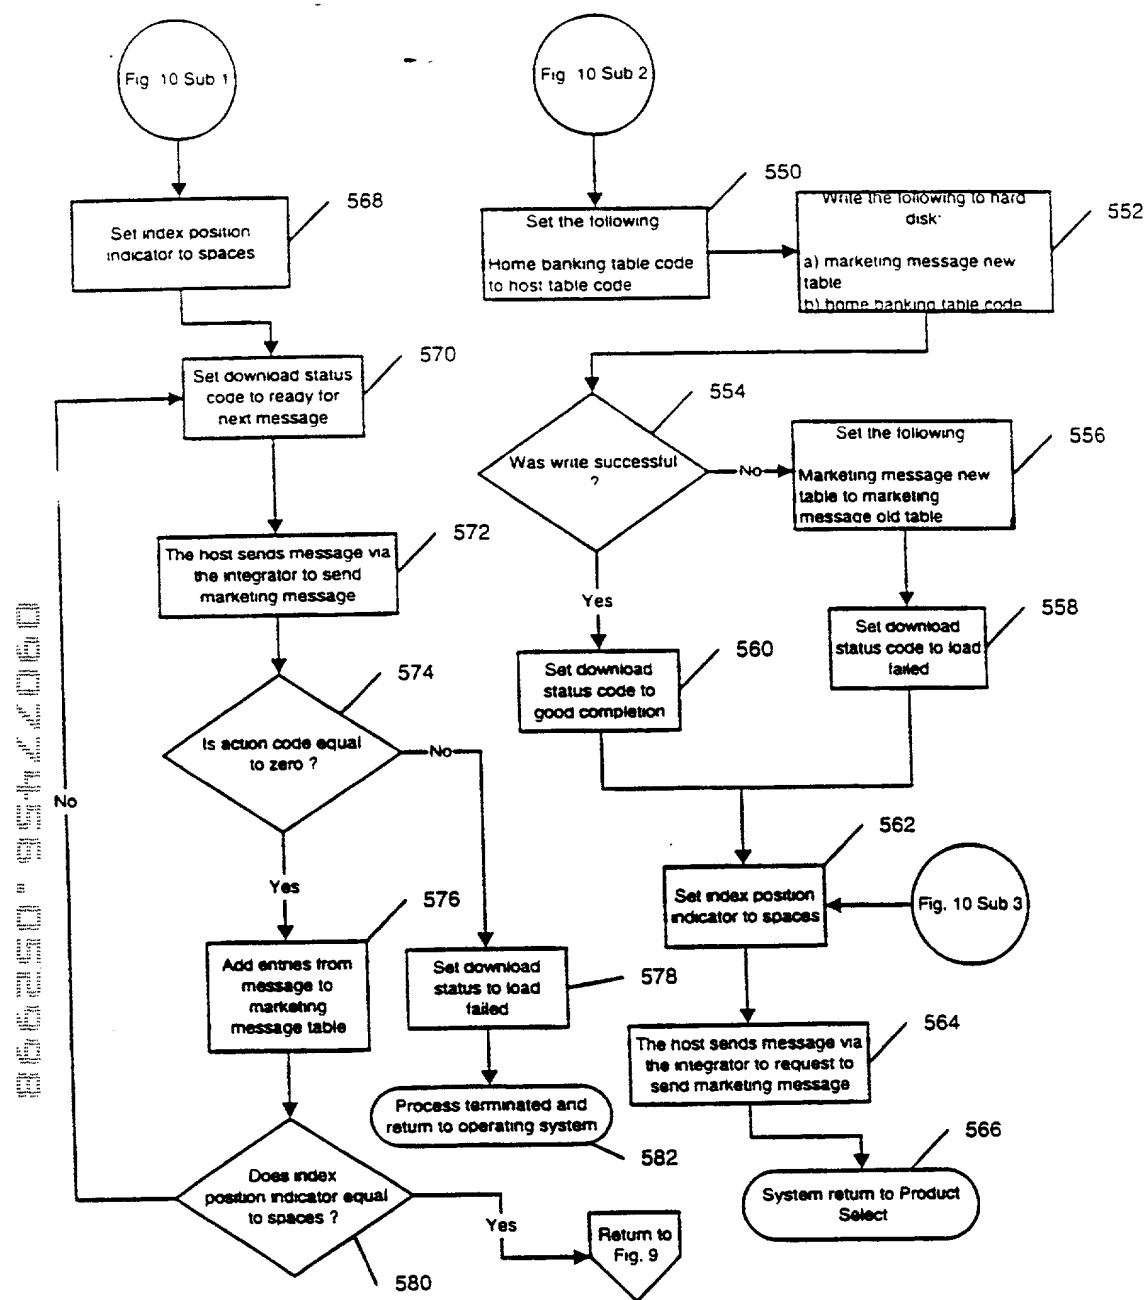 Fig 10 Sub 1
568
Set index position
indicator to spaces
570
Set download status
code to ready for
next message
572
The host sends message via
the integrator to send
marketing message
574
Is action code equal
to zero ?
No
Yes
576
Add entries from
message to
marketing
message table
Set download
status to load
failed
578
Process terminated and
return to operating system
582
Does index
position indicator equal
to spaces ?
580
No
Yes
Return to
Fig. 9
Fig 10 Sub 2
550
Set the following
Home banking table code
to host table code
552
Write the following to hard
disk:
a) marketing message new
table
b) home banking table code
554
Was write successful
?
No
556
Set the following
Marketing message new
table to marketing
message old table
Yes
558
Set download
status code to load
failed
560
Set download
status code to
good completion
562
Set index position
indicator to spaces
Fig. 10 Sub 3
564
The host sends message via
the integrator to request to
send marketing message
566
System return to Product
Select